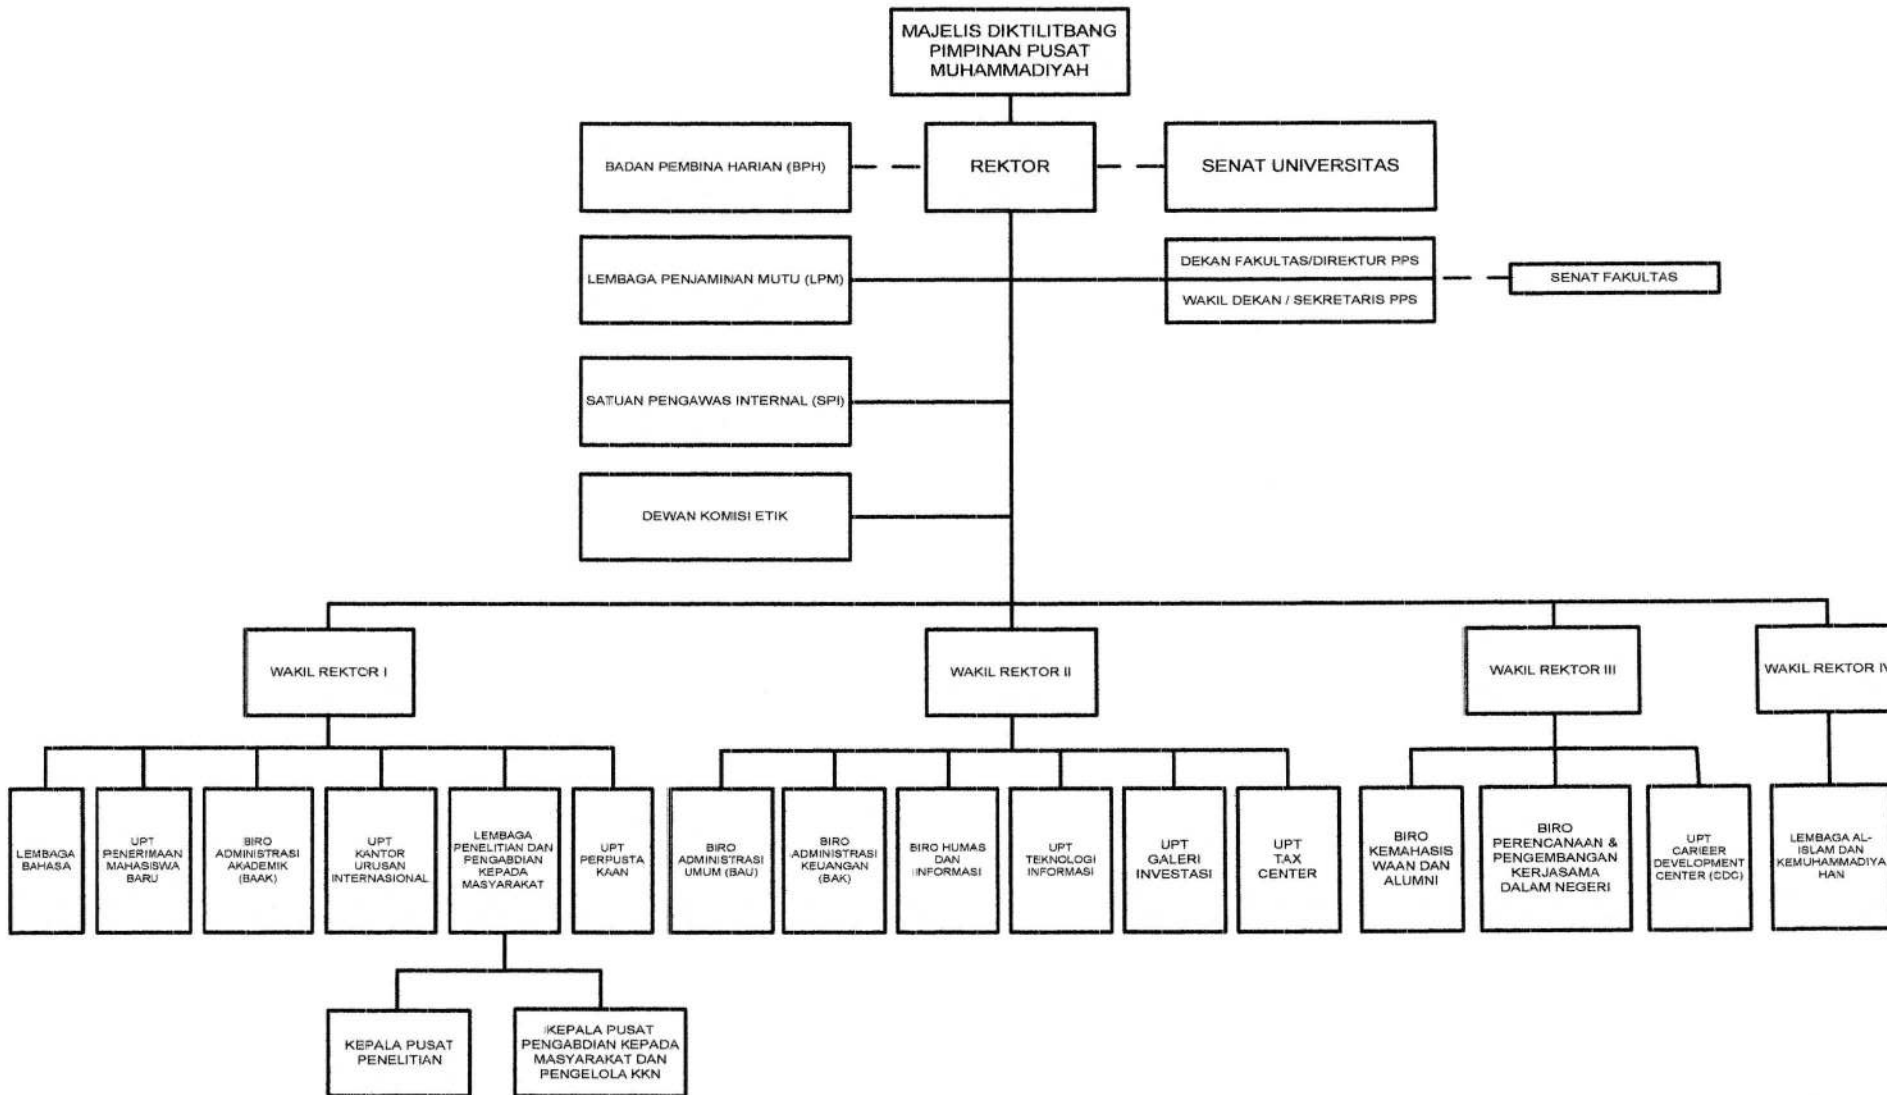 MAJELIS DIKTILITBANG
PIMPINAN PUSAT
MUHAMMADIYAH
BADAN PEMBINA HARIAN (BPH)
REKTOR
SENAT UNIVERSITAS
LEMBAGA PENJAMINAN MUTU (LPM)
DEKAN FAKULTAS/DIREKTUR PPS
WAKIL DEKAN / SEKRETARIS PPS
SENAT FAKULTAS
SATUAN PENGAWAS INTERNAL (SPI)
DEWAN KOMISI ETIK
WAKIL REKTOR I
WAKIL REKTOR II
WAKIL REKTOR III
WAKIL REKTOR IV
LEMBAGA
BAHASA
UPT
PENERIMAAN
MAHASISWA
BARU
BIRO
ADMINISTRASI
AKADEMIK
(BAAK)
UPT
KANTOR
URUSAN
INTERNASIONAL
LEMBAGA
PENELITIAN DAN
PENGABDIAN
KEPADA
MASYARAKAT
UPT
PERPUSTA
KAAN
BIRO
ADMINISTRASI
UMUM (BAU)
BIRO
ADMINISTRASI
KEUANGAN
(BAK)
BIRO HUMAS
DAN
INFORMASI
UPT
TEKNOLOGI
INFORMASI
UPT
GALERI
INVESTASI
UPT
TAX
CENTER
BIRO
KEMAHASIS
WAAN DAN
ALUMNI
BIRO
PERENCANAAN &
PENGEMBANGAN
KERJASAMA
DALAM NEGERI
UPT
CARIEER
DEVELOPMENT
CENTER (CDC)
LEMBAGA AL-
ISLAM DAN
KEMUHAMMADIYA
HAN
KEPALA PUSAT
PENELITIAN
KEPALA PUSAT
PENGABDIAN KEPADA
MASYARAKAT DAN
PENGELOLA KKN